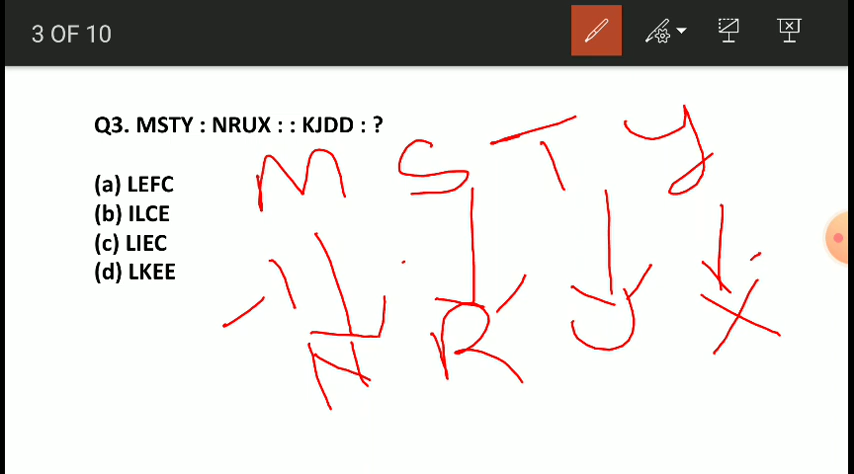 3 OF 10
Q3. MSTY : NRUX : : KJDD : ?
(a) LEFC
(b) ILCE
(c) LIEC
(d) LKEE
M S T Y
N R U X